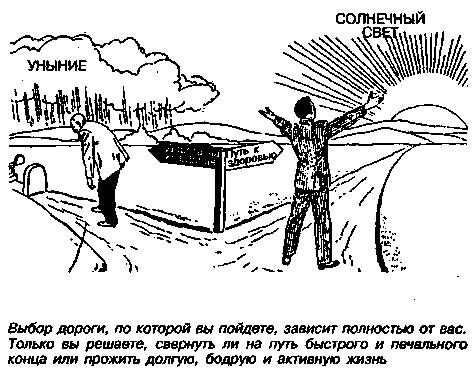 УНЫНИЕ
СОЛНЕЧНЫЙ
СВЕТ
Путь к
здоровью
Выбор дороги, по которой вы пойдете, зависит полностью от вас.
Только вы решаете, свернуть ли на путь быстрого и печального
конца или прожить долгую, бодрую и активную жизнь